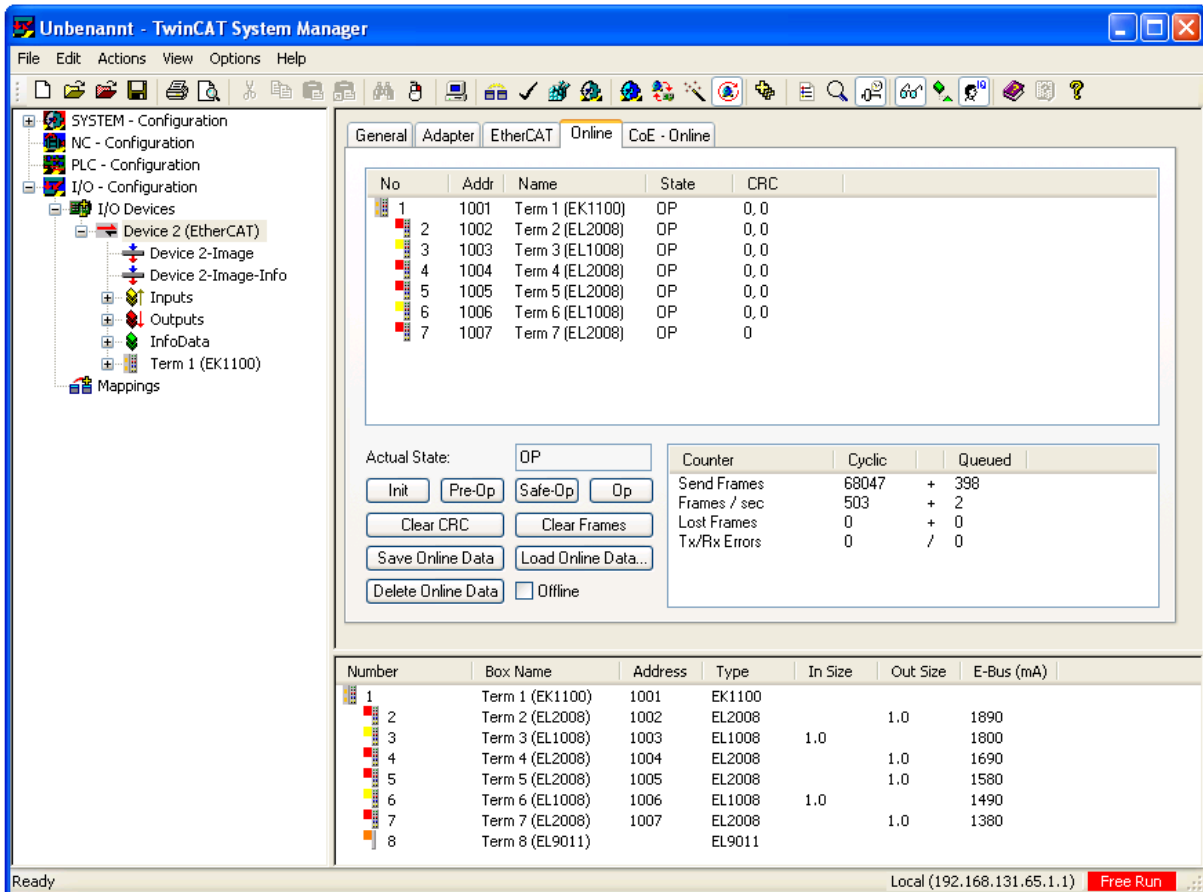 Unbenannt - TwinCAT System Manager
File Edit Actions View Options Help
SYSTEM - Configuration
NC - Configuration
PLC - Configuration
I/O - Configuration
I/O Devices
Device 2 (EtherCAT)
Device 2-Image
Device 2-Image-Info
Inputs
Outputs
InfoData
Term 1 (EK1100)
Mappings
General Adapter EtherCAT Online CoE - Online
No Addr Name State CRC
1 1001 Term 1 (EK1100) OP 0, 0
2 1002 Term 2 (EL2008) OP 0, 0
3 1003 Term 3 (EL1008) OP 0, 0
4 1004 Term 4 (EL2008) OP 0, 0
5 1005 Term 5 (EL2008) OP 0, 0
6 1006 Term 6 (EL1008) OP 0, 0
7 1007 Term 7 (EL2008) OP 0
Actual State: OP
Init Pre-Op Safe-Op Op
Clear CRC Clear Frames
Save Online Data Load Online Data...
Delete Online Data Offline
Counter Cyclic Queued
Send Frames 68047 + 398
Frames / sec 503 + 2
Lost Frames 0 + 0
Tx/Rx Errors 0 / 0
Number Box Name Address Type In Size Out Size E-Bus (mA)
1 Term 1 (EK1100) 1001 EK1100
2 Term 2 (EL2008) 1002 EL2008 1.0 1890
3 Term 3 (EL1008) 1003 EL1008 1.0 1800
4 Term 4 (EL2008) 1004 EL2008 1.0 1690
5 Term 5 (EL2008) 1005 EL2008 1.0 1580
6 Term 6 (EL1008) 1006 EL1008 1.0 1490
7 Term 7 (EL2008) 1007 EL2008 1.0 1380
8 Term 8 (EL9011) EL9011
Ready Local (192.168.131.65.1.1) Free Run